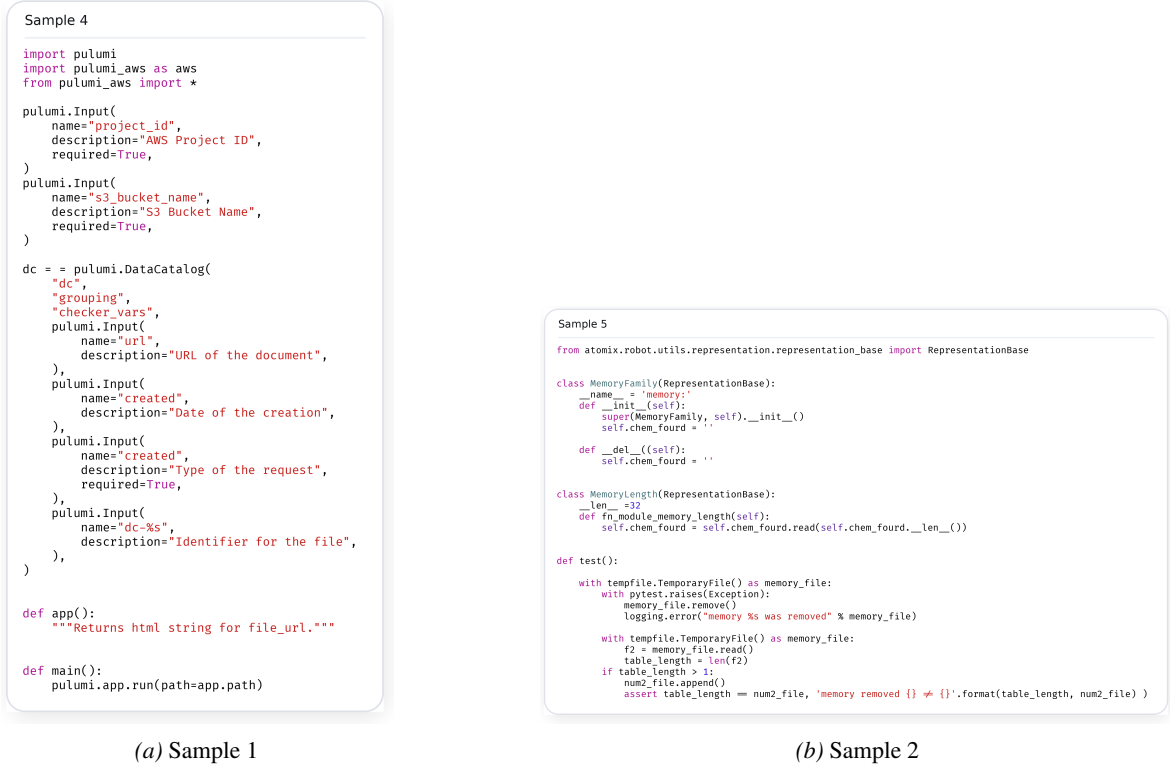 Sample 4
import pulumi
import pulumi_aws as aws
from pulumi_aws import *
pulumi.Input(
    name="project_id",
    description="AWS Project ID",
    required=True,
)
pulumi.Input(
    name="s3_bucket_name",
    description="S3 Bucket Name",
    required=True,
)
dc = = pulumi.DataCatalog(
    "dc",
    "grouping",
    "checker_vars",
    pulumi.Input(
        name="url",
        description="URL of the document",
    ),
    pulumi.Input(
        name="created",
        description="Date of the creation",
    ),
    pulumi.Input(
        name="created",
        description="Type of the request",
        required=True,
    ),
    pulumi.Input(
        name="dc-%s",
        description="Identifier for the file",
    ),
)
def app():
    """Returns html string for file_url."""
def main():
    pulumi.app.run(path=app.path)
(a) Sample 1
Sample 5
from atomix.robot.utils.representation.representation_base import RepresentationBase
class MemoryFamily(RepresentationBase):
    __name__ = 'memory:'
    def __init__(self):
        super(MemoryFamily, self).__init__()
        self.chem_fourd = ''
    def __del__((self):
        self.chem_fourd = ''
class MemoryLength(RepresentationBase):
    __len__ =32
    def fn_module_memory_length(self):
        self.chem_fourd = self.chem_fourd.read(self.chem_fourd.__len__())
def test():
    with tempfile.TemporaryFile() as memory_file:
        with pytest.raises(Exception):
            memory_file.remove()
            logging.error("memory %s was removed" % memory_file)
        with tempfile.TemporaryFile() as memory_file:
            f2 = memory_file.read()
            table_length = len(f2)
        if table_length > 1:
            num2_file.append()
            assert table_length == num2_file, 'memory removed {} ≠ {}'.format(table_length, num2_file) )
(b) Sample 2